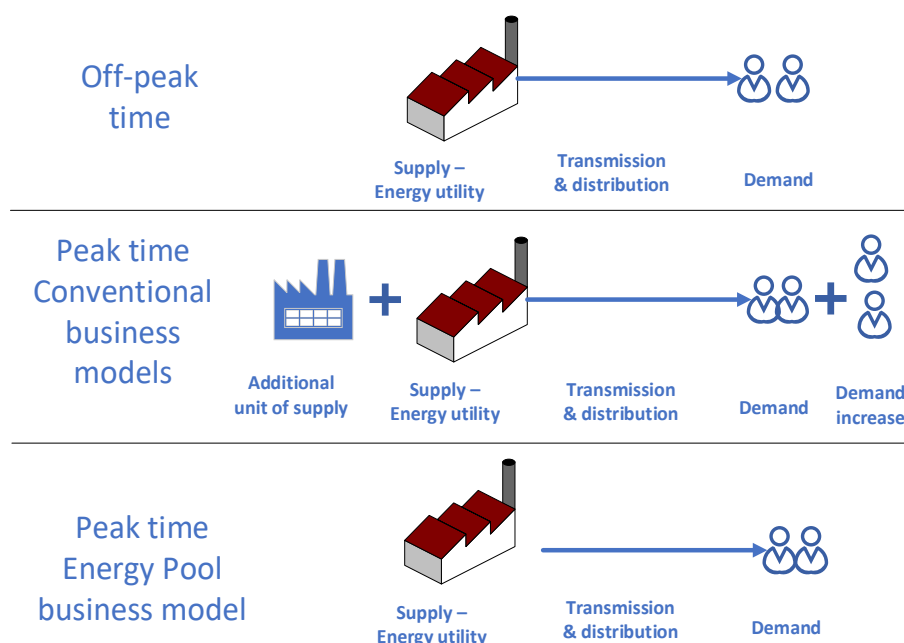 Off-peak
time
Supply –
Energy utility
Transmission
& distribution
Demand
Peak time
Conventional
business
models
Additional
unit of supply
Supply –
Energy utility
Transmission
& distribution
Demand
Demand
increase
Peak time
Energy Pool
business model
Supply –
Energy utility
Transmission
& distribution
Demand